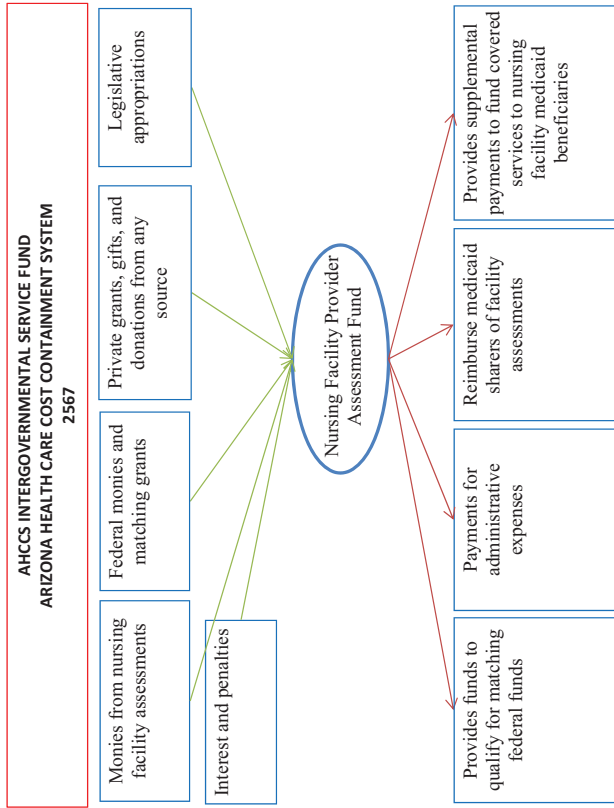 AHCCS INTERGOVERNMENTAL SERVICE FUND
ARIZONA HEALTH CARE COST CONTAINMENT SYSTEM
2567
Monies from nursing
facility assessments
Federal monies and
matching grants
Private grants, gifts, and
donations from any
source
Legislative
appropriations
Interest and penalties
Nursing Facility Provider
Assessment Fund
Provides funds to
qualify for matching
federal funds
Payments for
administrative
expenses
Reimburse medicaid
sharers of facility
assessments
Provides supplemental
payments to fund covered
services to nursing
facility medicaid
beneficiaries